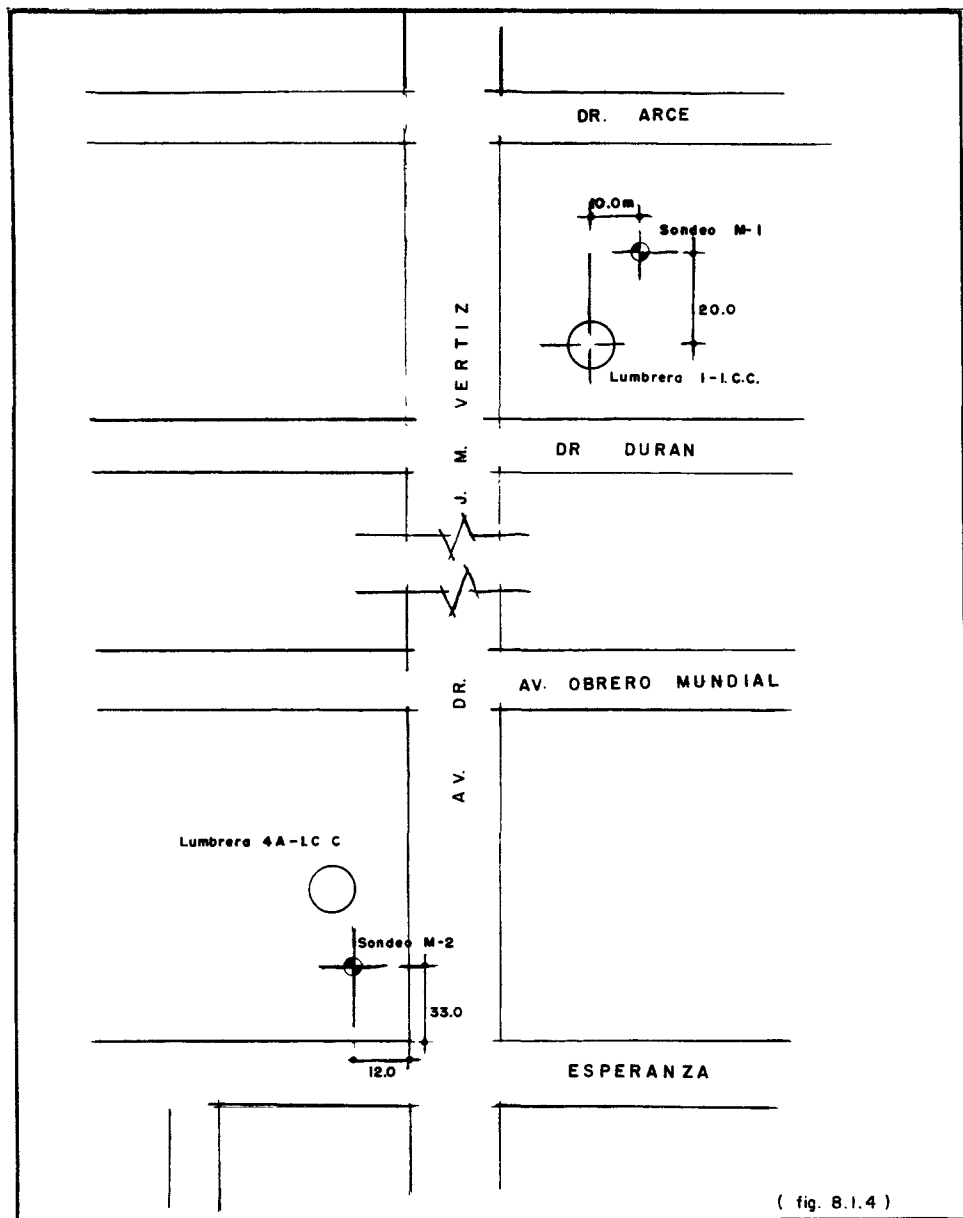 DR. ARCE
10.0m
Sondeo M-1
20.0
Lumbrera 1-I.C.C.
DR DURAN
AV. DR. J. M. VERTIZ
AV. OBRERO MUNDIAL
Lumbrera 4A-I.C C
Sondeo M-2
33.0
12.0
ESPERANZA
( fig. 8.1.4 )